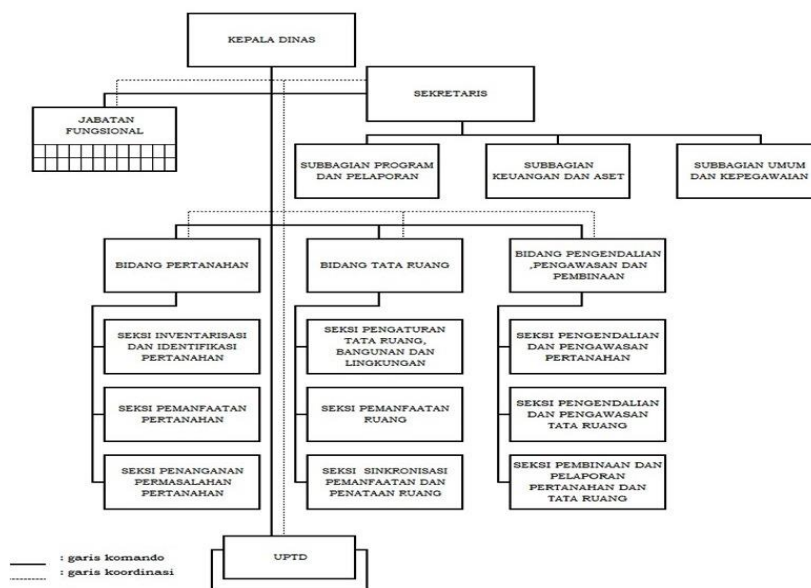 KEPALA DINAS
SEKRETARIS
JABATAN
FUNGSIONAL
SUBBAGIAN PROGRAM
DAN PELAPORAN
SUBBAGIAN
KEUANGAN DAN ASET
SUBBAGIAN UMUM
DAN KEPEGAWAIAN
BIDANG PERTANAHAN
BIDANG TATA RUANG
BIDANG PENGENDALIAN
,PENGAWASAN DAN
PEMBINAAN
SEKSI INVENTARISASI
DAN IDENTIFIKASI
PERTANAHAN
SEKSI PENGATURAN
TATA RUANG,
BANGUNAN DAN
LINGKUNGAN
SEKSI PENGENDALIAN
DAN PENGAWASAN
PERTANAHAN
SEKSI PEMANFAATAN
PERTANAHAN
SEKSI PEMANFAATAN
RUANG
SEKSI PENGENDALIAN
DAN PENGAWASAN
TATA RUANG
SEKSI PENANGANAN
PERMASALAHAN
PERTANAHAN
SEKSI SINKRONISASI
PEMANFAATAN DAN
PENATAAN RUANG
SEKSI PEMBINAAN DAN
PELAPORAN
PERTANAHAN DAN
TATA RUANG
UPTD
: garis komando
: garis koordinasi